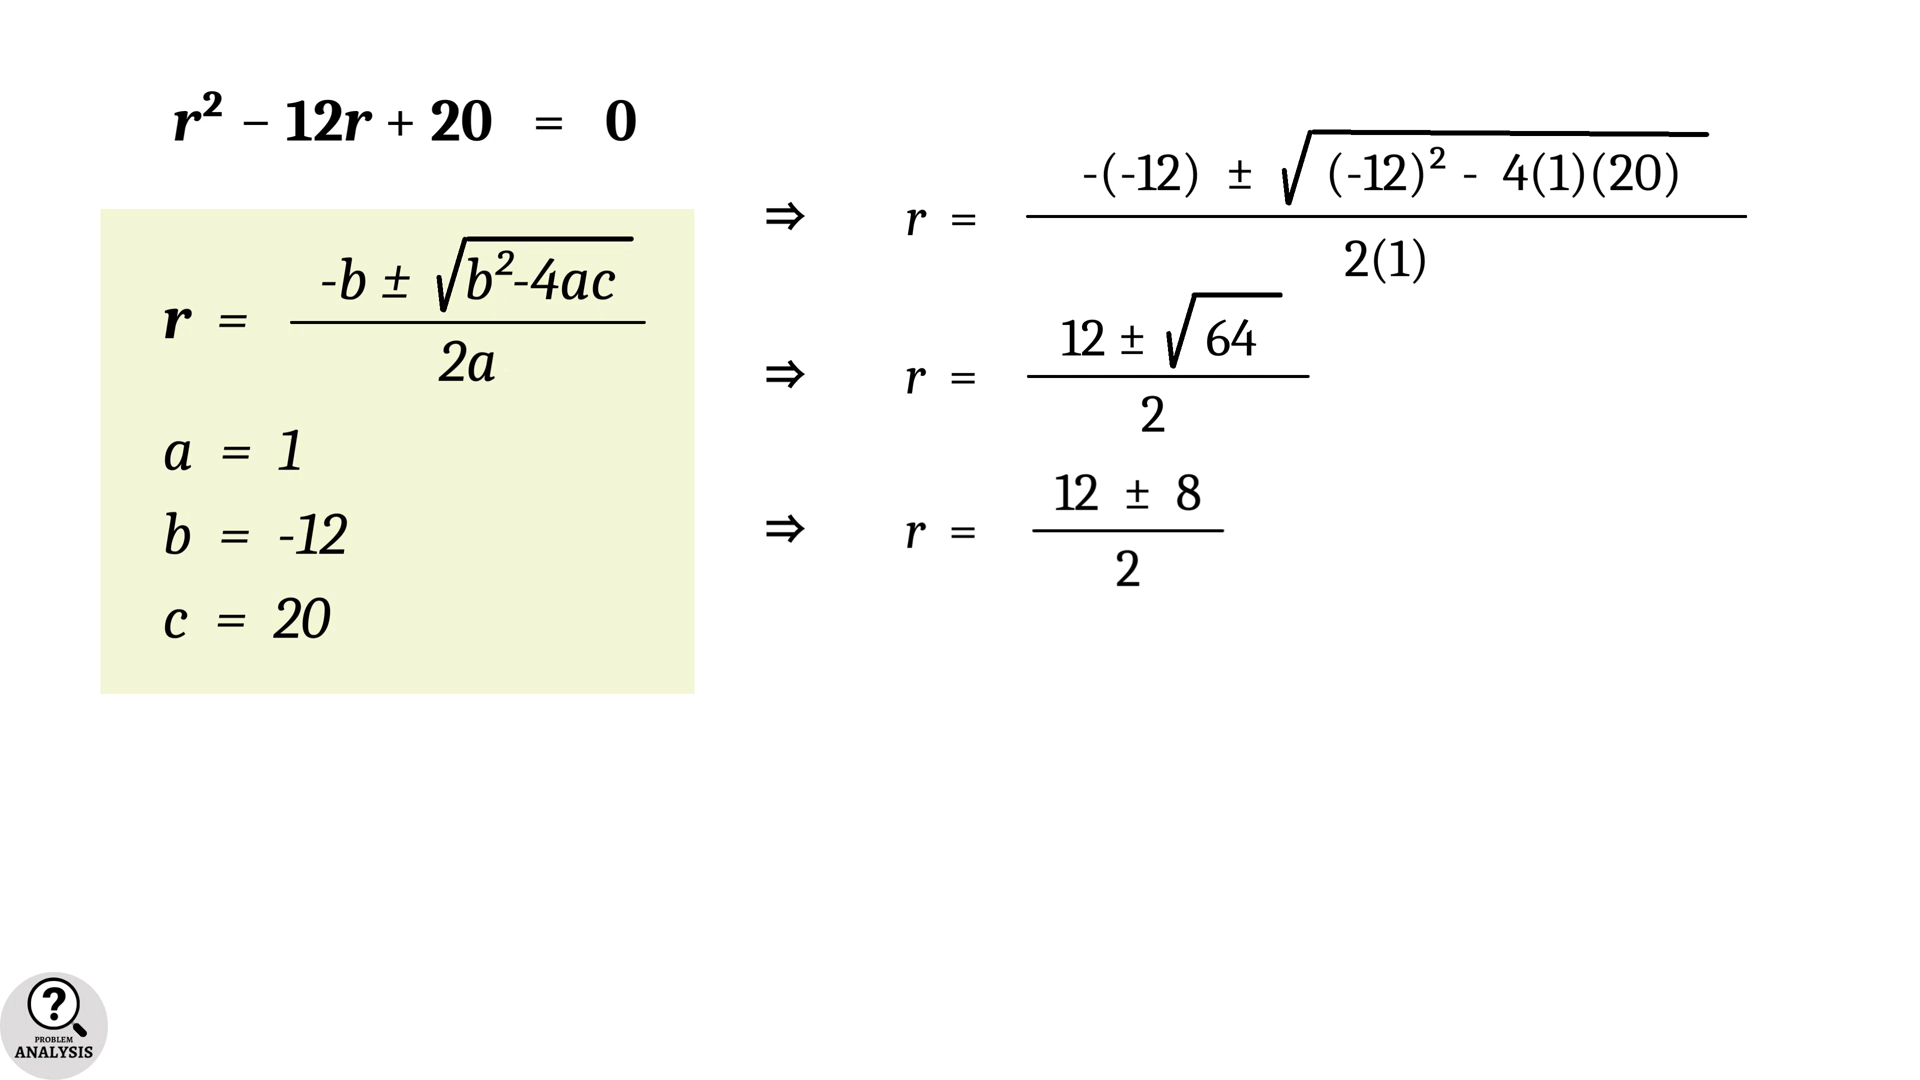 r² − 12r + 20 = 0
r = -b ± √b²-4ac
2a
a = 1
b = -12
c = 20
⇒ r = -(-12) ± √(-12)² - 4(1)(20)
2(1)
⇒ r = 12 ± √64
2
⇒ r = 12 ± 8
2
?
PROBLEM
ANALYSIS